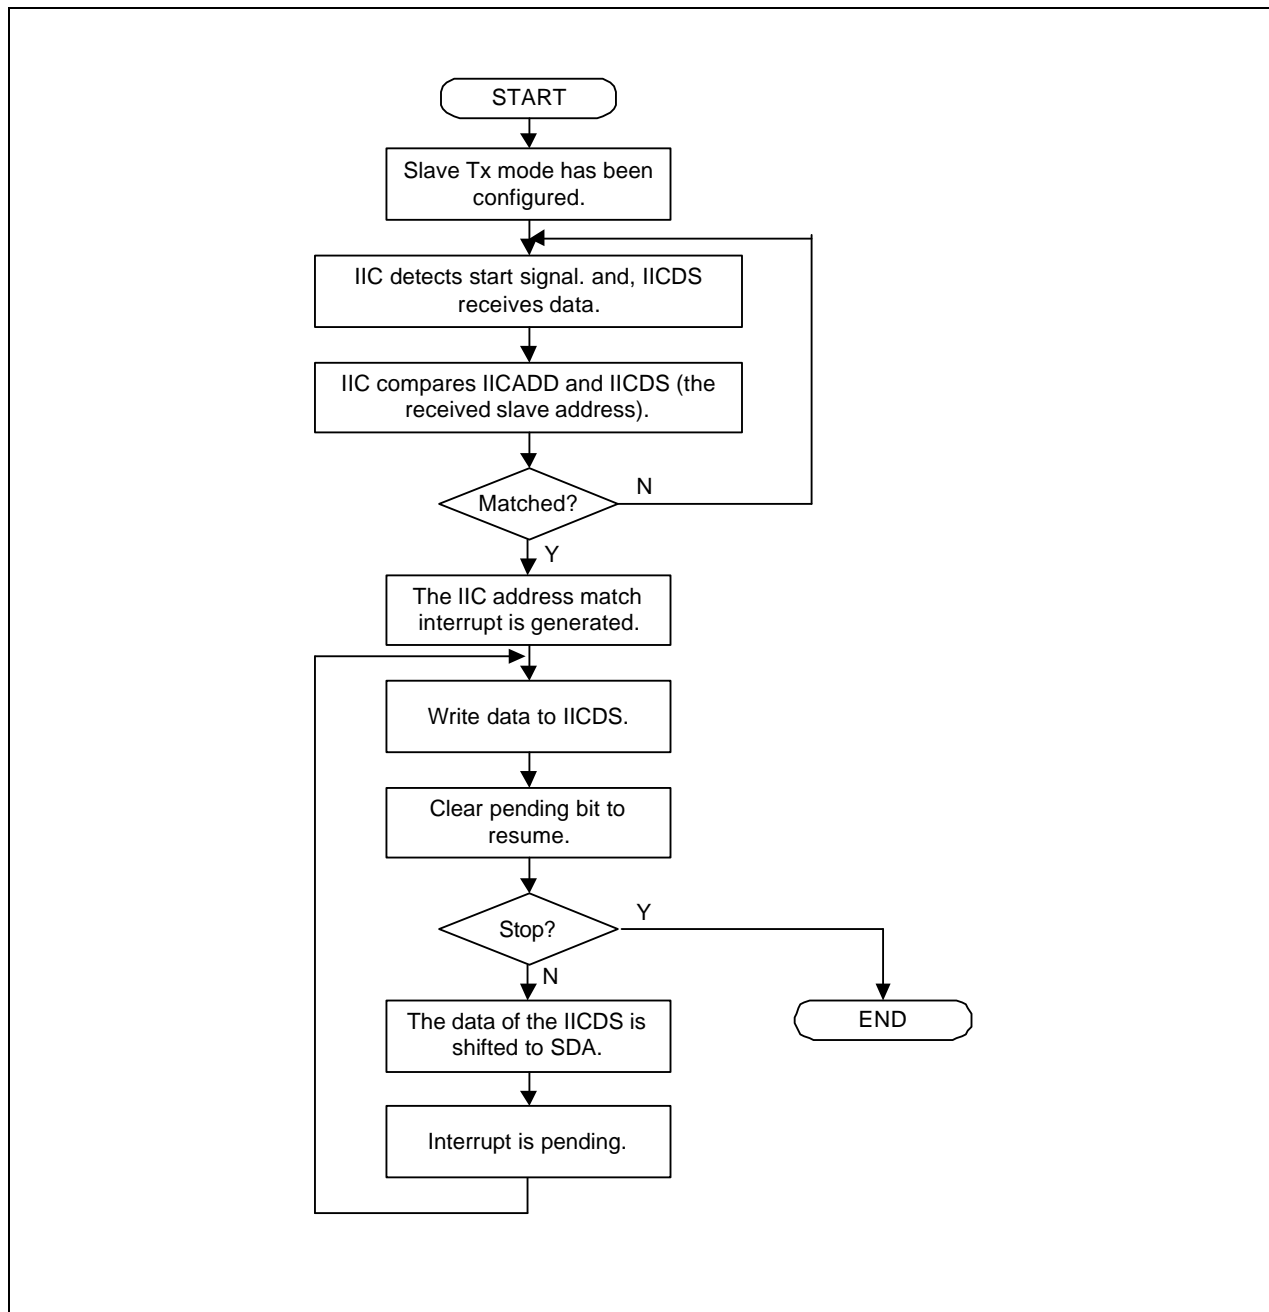 START
Slave Tx mode has been
configured.
IIC detects start signal. and, IICDS
receives data.
IIC compares IICADD and IICDS (the
received slave address).
Matched?
N
Y
The IIC address match
interrupt is generated.
Write data to IICDS.
Clear pending bit to
resume.
Stop?
Y
N
The data of the IICDS is
shifted to SDA.
END
Interrupt is pending.